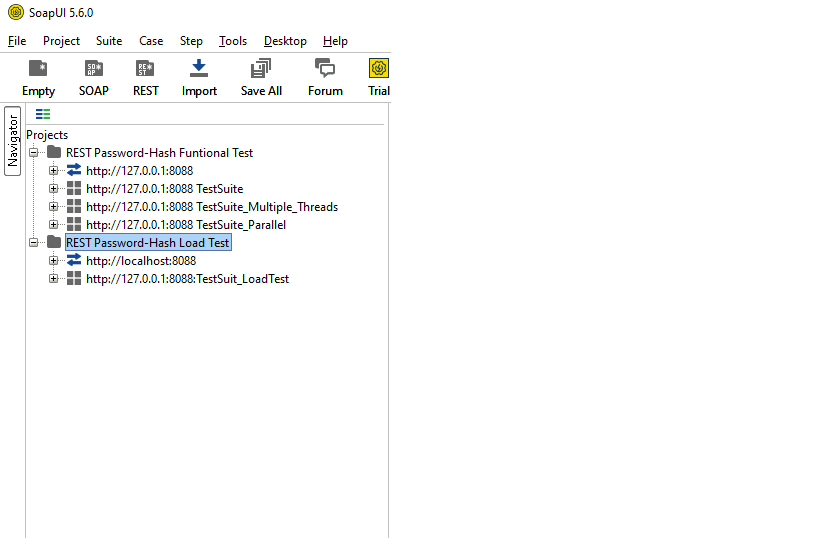 SoapUI 5.6.0
File Project Suite Case Step Tools Desktop Help
Empty SOAP REST Import Save All Forum Trial
Navigator
Projects
REST Password-Hash Funtional Test
http://127.0.0.1:8088
http://127.0.0.1:8088 TestSuite
http://127.0.0.1:8088 TestSuite_Multiple_Threads
http://127.0.0.1:8088 TestSuite_Parallel
REST Password-Hash Load Test
http://localhost:8088
http://127.0.0.1:8088:TestSuit_LoadTest